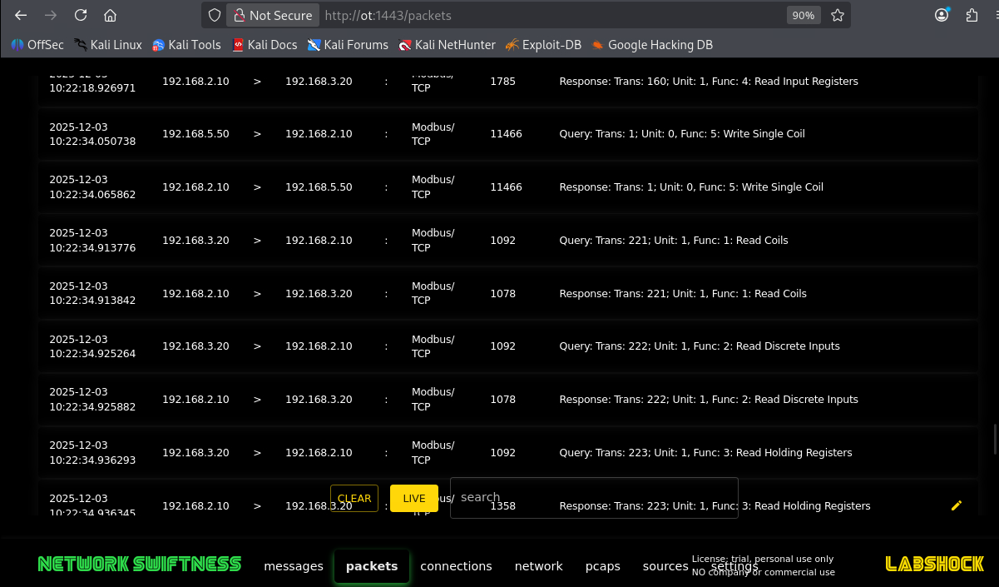 Not Secure http://ot:1443/packets 90%
OffSec Kali Linux Kali Tools Kali Docs Kali Forums Kali NetHunter Exploit-DB Google Hacking DB
2025-12-03
10:22:18.926971 192.168.2.10 > 192.168.3.20 : Modbus/
TCP 1785 Response: Trans: 160; Unit: 1, Func: 4: Read Input Registers
2025-12-03
10:22:34.050738 192.168.5.50 > 192.168.2.10 : Modbus/
TCP 11466 Query: Trans: 1; Unit: 0, Func: 5: Write Single Coil
2025-12-03
10:22:34.065862 192.168.2.10 > 192.168.5.50 : Modbus/
TCP 11466 Response: Trans: 1; Unit: 0, Func: 5: Write Single Coil
2025-12-03
10:22:34.913776 192.168.3.20 > 192.168.2.10 : Modbus/
TCP 1092 Query: Trans: 221; Unit: 1, Func: 1: Read Coils
2025-12-03
10:22:34.913842 192.168.2.10 > 192.168.3.20 : Modbus/
TCP 1078 Response: Trans: 221; Unit: 1, Func: 1: Read Coils
2025-12-03
10:22:34.925264 192.168.3.20 > 192.168.2.10 : Modbus/
TCP 1092 Query: Trans: 222; Unit: 1, Func: 2: Read Discrete Inputs
2025-12-03
10:22:34.925882 192.168.2.10 > 192.168.3.20 : Modbus/
TCP 1078 Response: Trans: 222; Unit: 1, Func: 2: Read Discrete Inputs
2025-12-03
10:22:34.936293 192.168.3.20 > 192.168.2.10 : Modbus/
TCP 1092 Query: Trans: 223; Unit: 1, Func: 3: Read Holding Registers
2025-12-03
10:22:34.936345 192.168.2.10 > 192.168.3.20 : 1358 Response: Trans: 223; Unit: 1, Func: 3: Read Holding Registers
CLEAR LIVE search
NETWORK SWIFTNESS messages packets connections network pcaps sources settings
License: trial, personal use only
NO company or commercial use
LABSHOCK